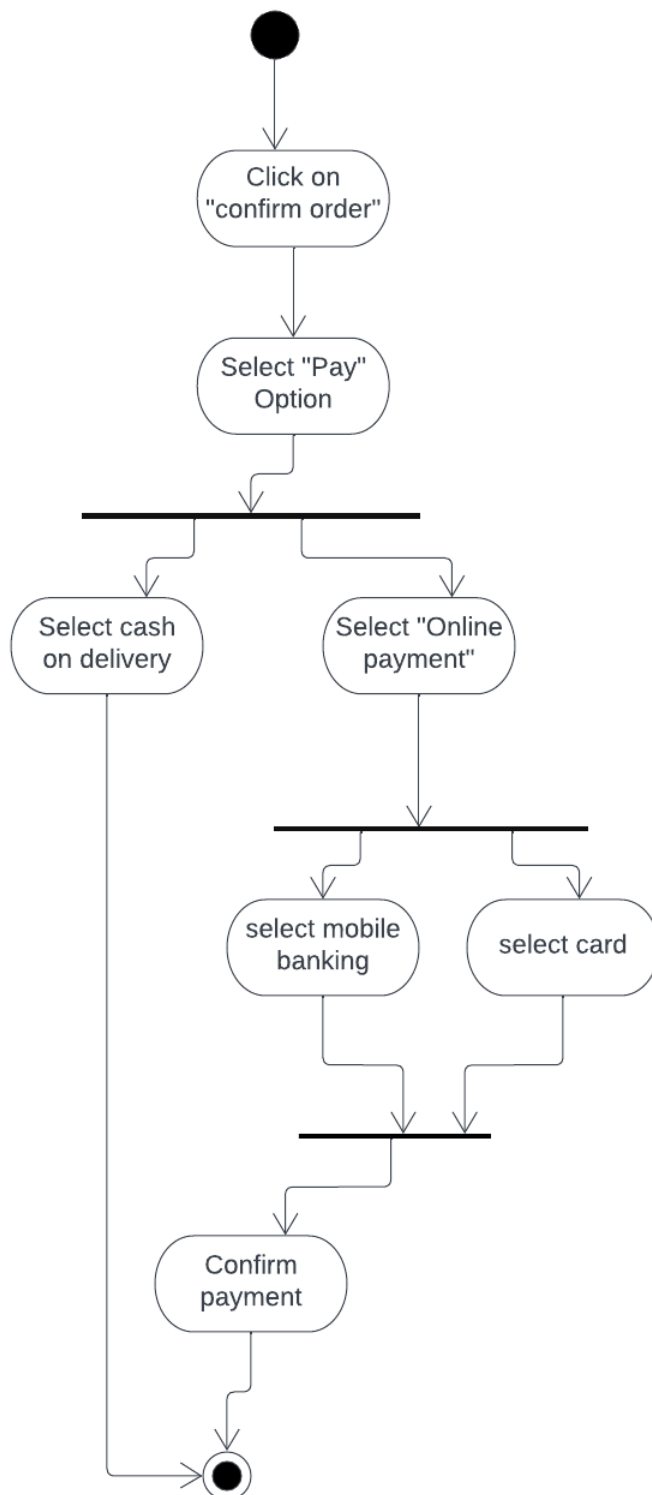 Click on
"confirm order"
Select "Pay"
Option
Select cash
on delivery
Select "Online
payment"
select mobile
banking
select card
Confirm
payment